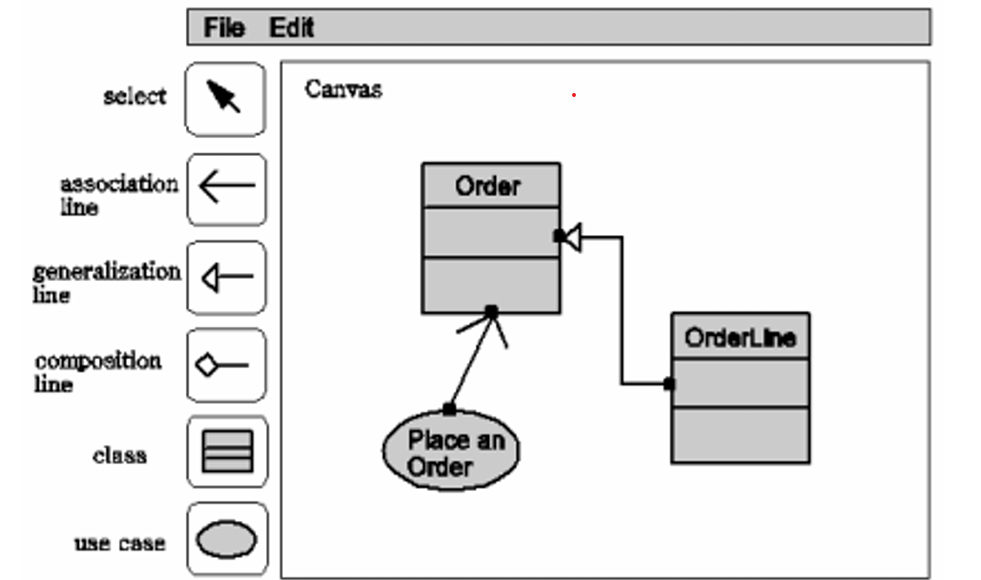 File Edit
select
Canvas
association
line
generalization
line
composition
line
class
use case
Order
OrderLine
Place an
Order